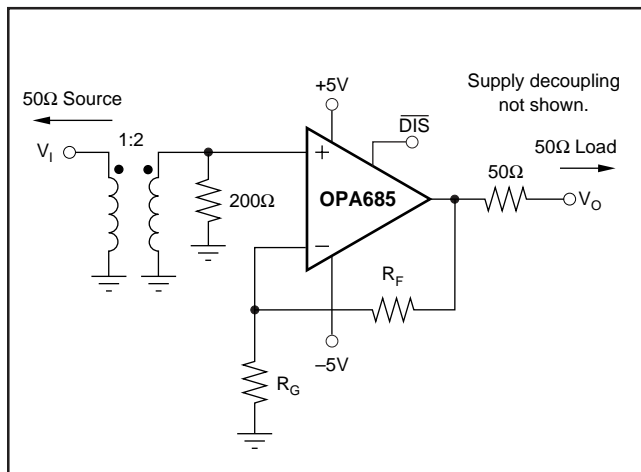 50Ω Source
1:2
V_I
+5V
DIS
Supply decoupling
not shown.
50Ω Load
50Ω
V_O
+
200Ω
OPA685
–
R_F
–5V
R_G